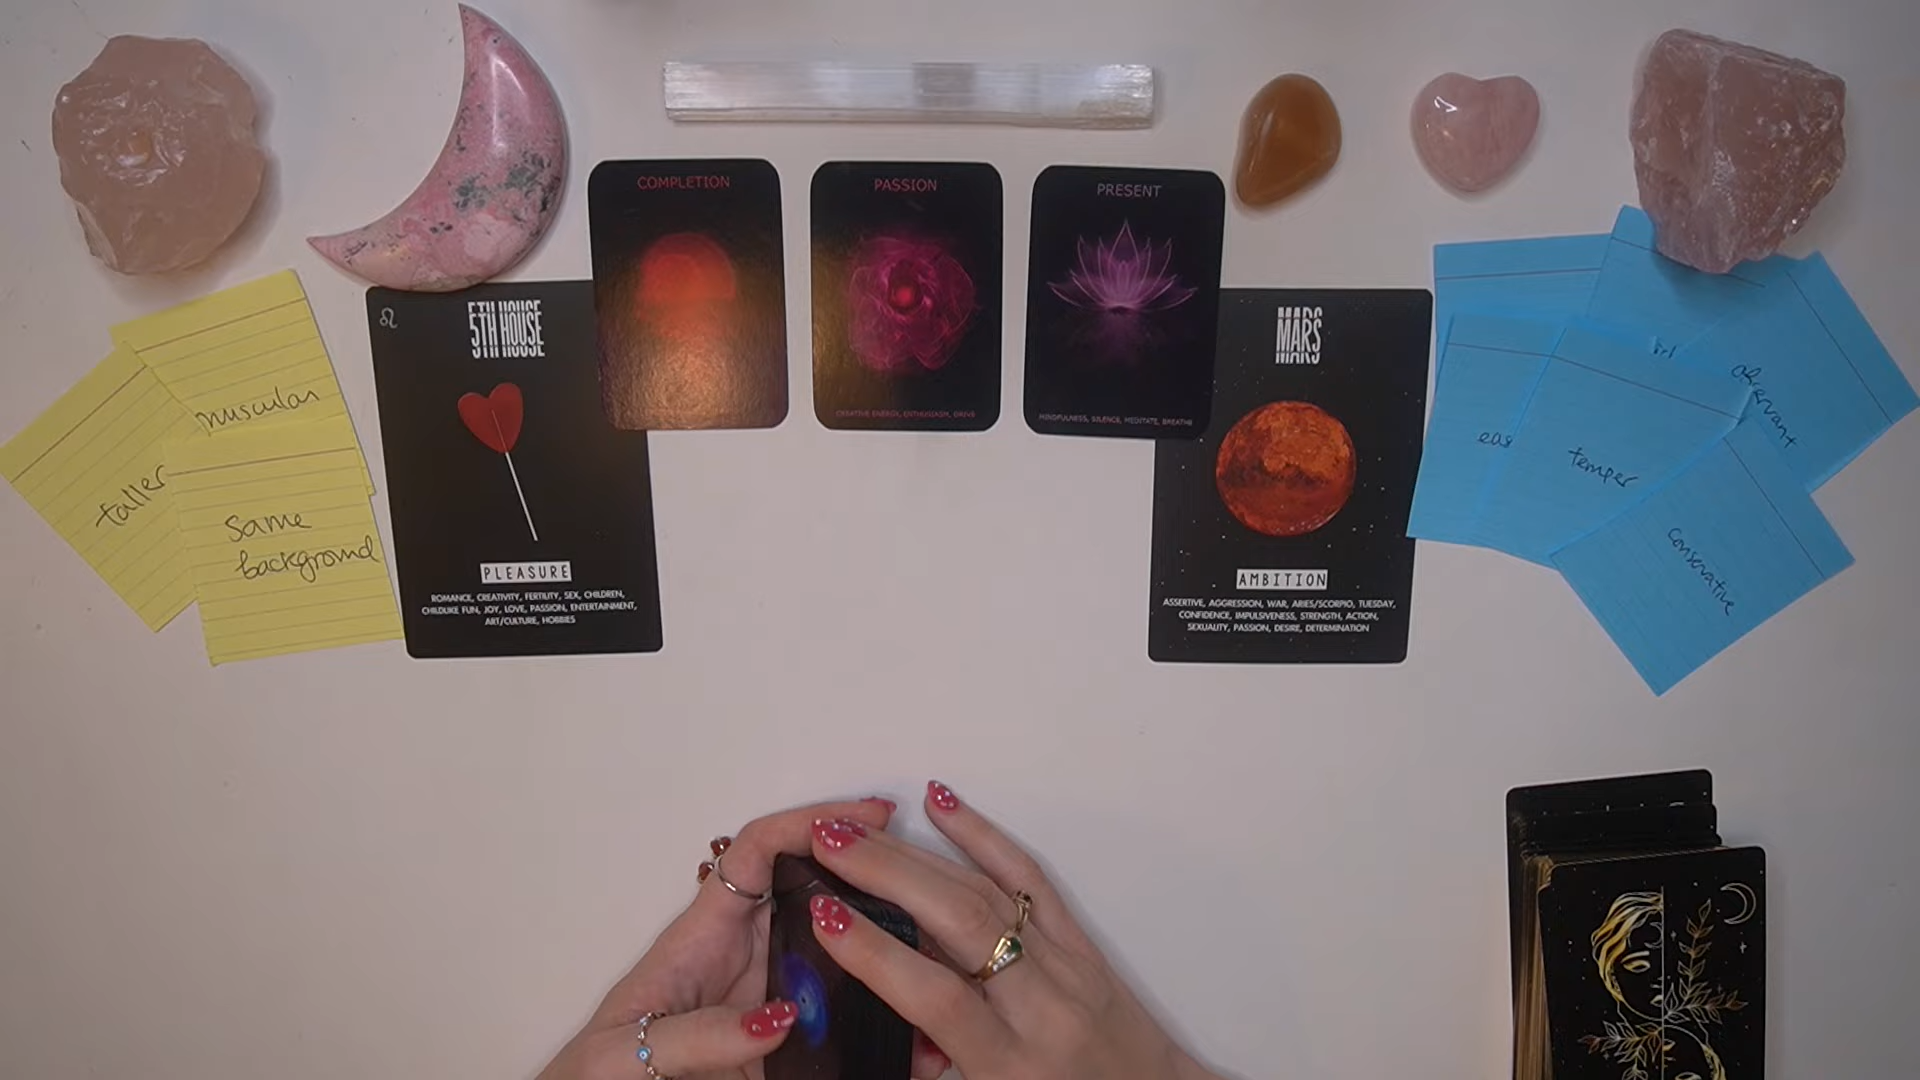 COMPLETION
PASSION
CREATIVE ENERGY, ENTHUSIASM, DRIVE
PRESENT
MINDFULNESS, SILENCE, MEDITATE, BREATHE
5TH HOUSE
PLEASURE
ROMANCE, CREATIVITY, FERTILITY, SEX, CHILDREN,
CHILDLIKE FUN, JOY, LOVE, PASSION, ENTERTAINMENT,
ART/CULTURE, HOBBIES
MARS
AMBITION
ASSERTIVE, AGGRESSION, WAR, ARIES/SCORPIO, TUESDAY,
CONFIDENCE, IMPULSIVENESS, STRENGTH, ACTION,
SEXUALITY, PASSION, DESIRE, DETERMINATION
muscular
taller
same
background
eas
temper
observant
conservative